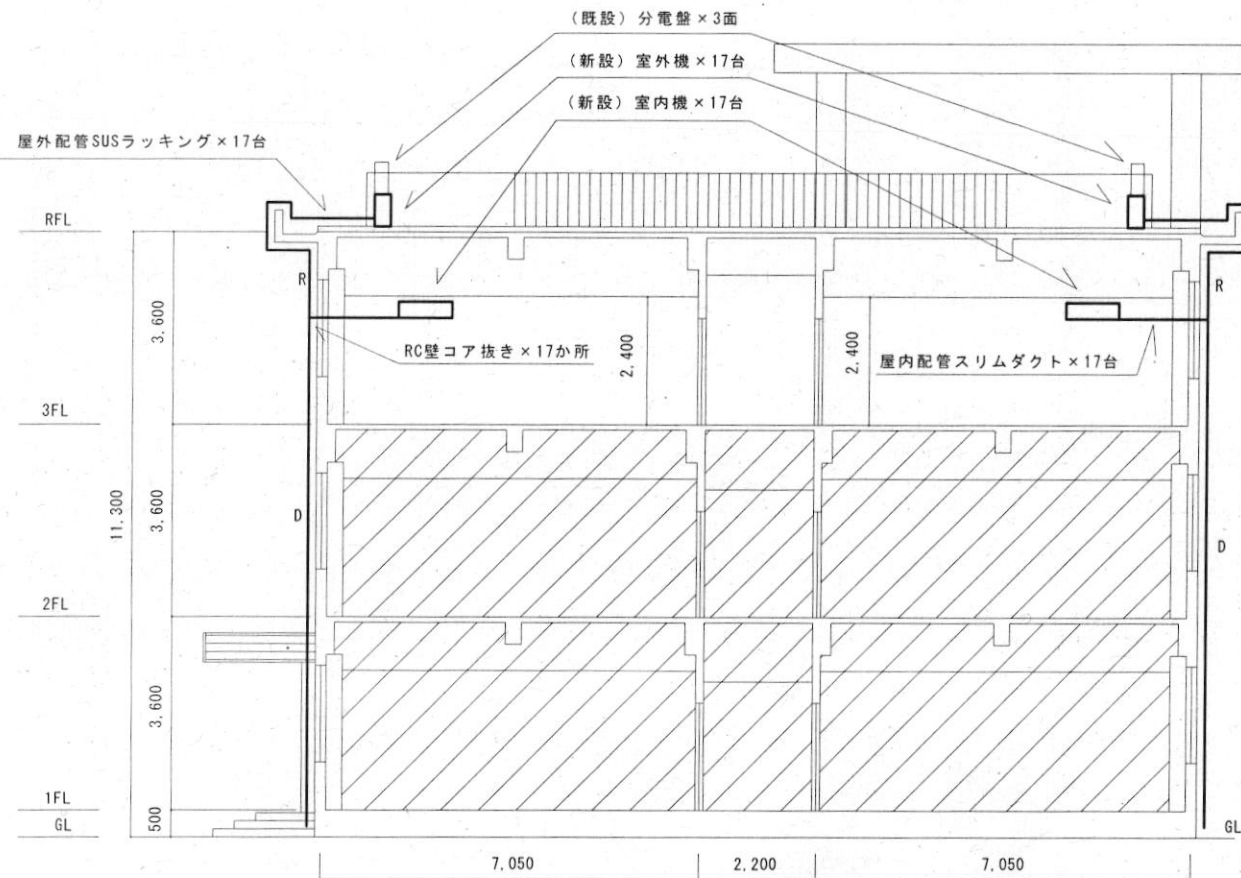 (既設) 分電盤×3面
(新設) 室外機×17台
(新設) 室内機×17台
屋外配管SUSラッキング×17台
RFL
R
R
3,600
RC壁コア抜き×17か所
2,400
2,400
屋内配管スリムダクト×17台
3FL
11,300
3,600
D
D
2FL
3,600
1FL
GL
500
GL
7,050
2,200
7,050